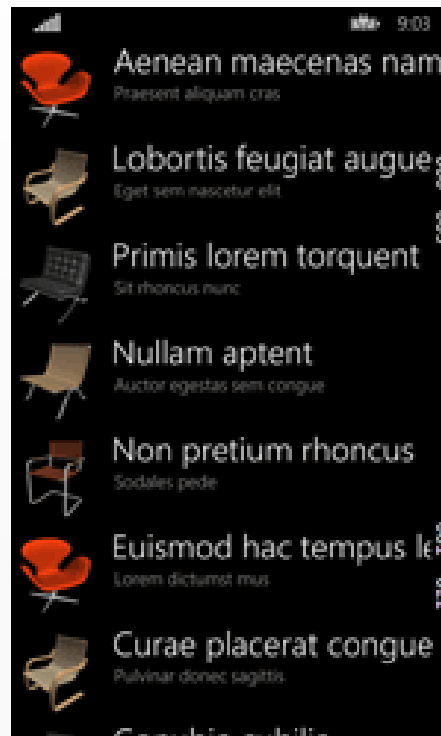 9:03
Aenean maecenas nam
Praesent aliquam cras
Lobortis feugiat augue
Eget sem nascetur elit
Primis lorem torquent
Sit rhoncus nunc
Nullam aptent
Auctor egestas sem congue
Non pretium rhoncus
Sodales pede
Euismod hac tempus le
Lorem dictumst mus
Curae placerat congue
Pulvinar donec sagittis